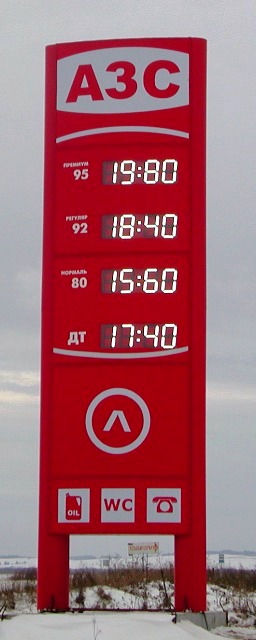 АЗС
ПРЕМИУМ
95 19:80
РЕГУЛЯР
92 18:40
НОРМАЛЬ
80 15:60
ДТ 17:40
OIL WC